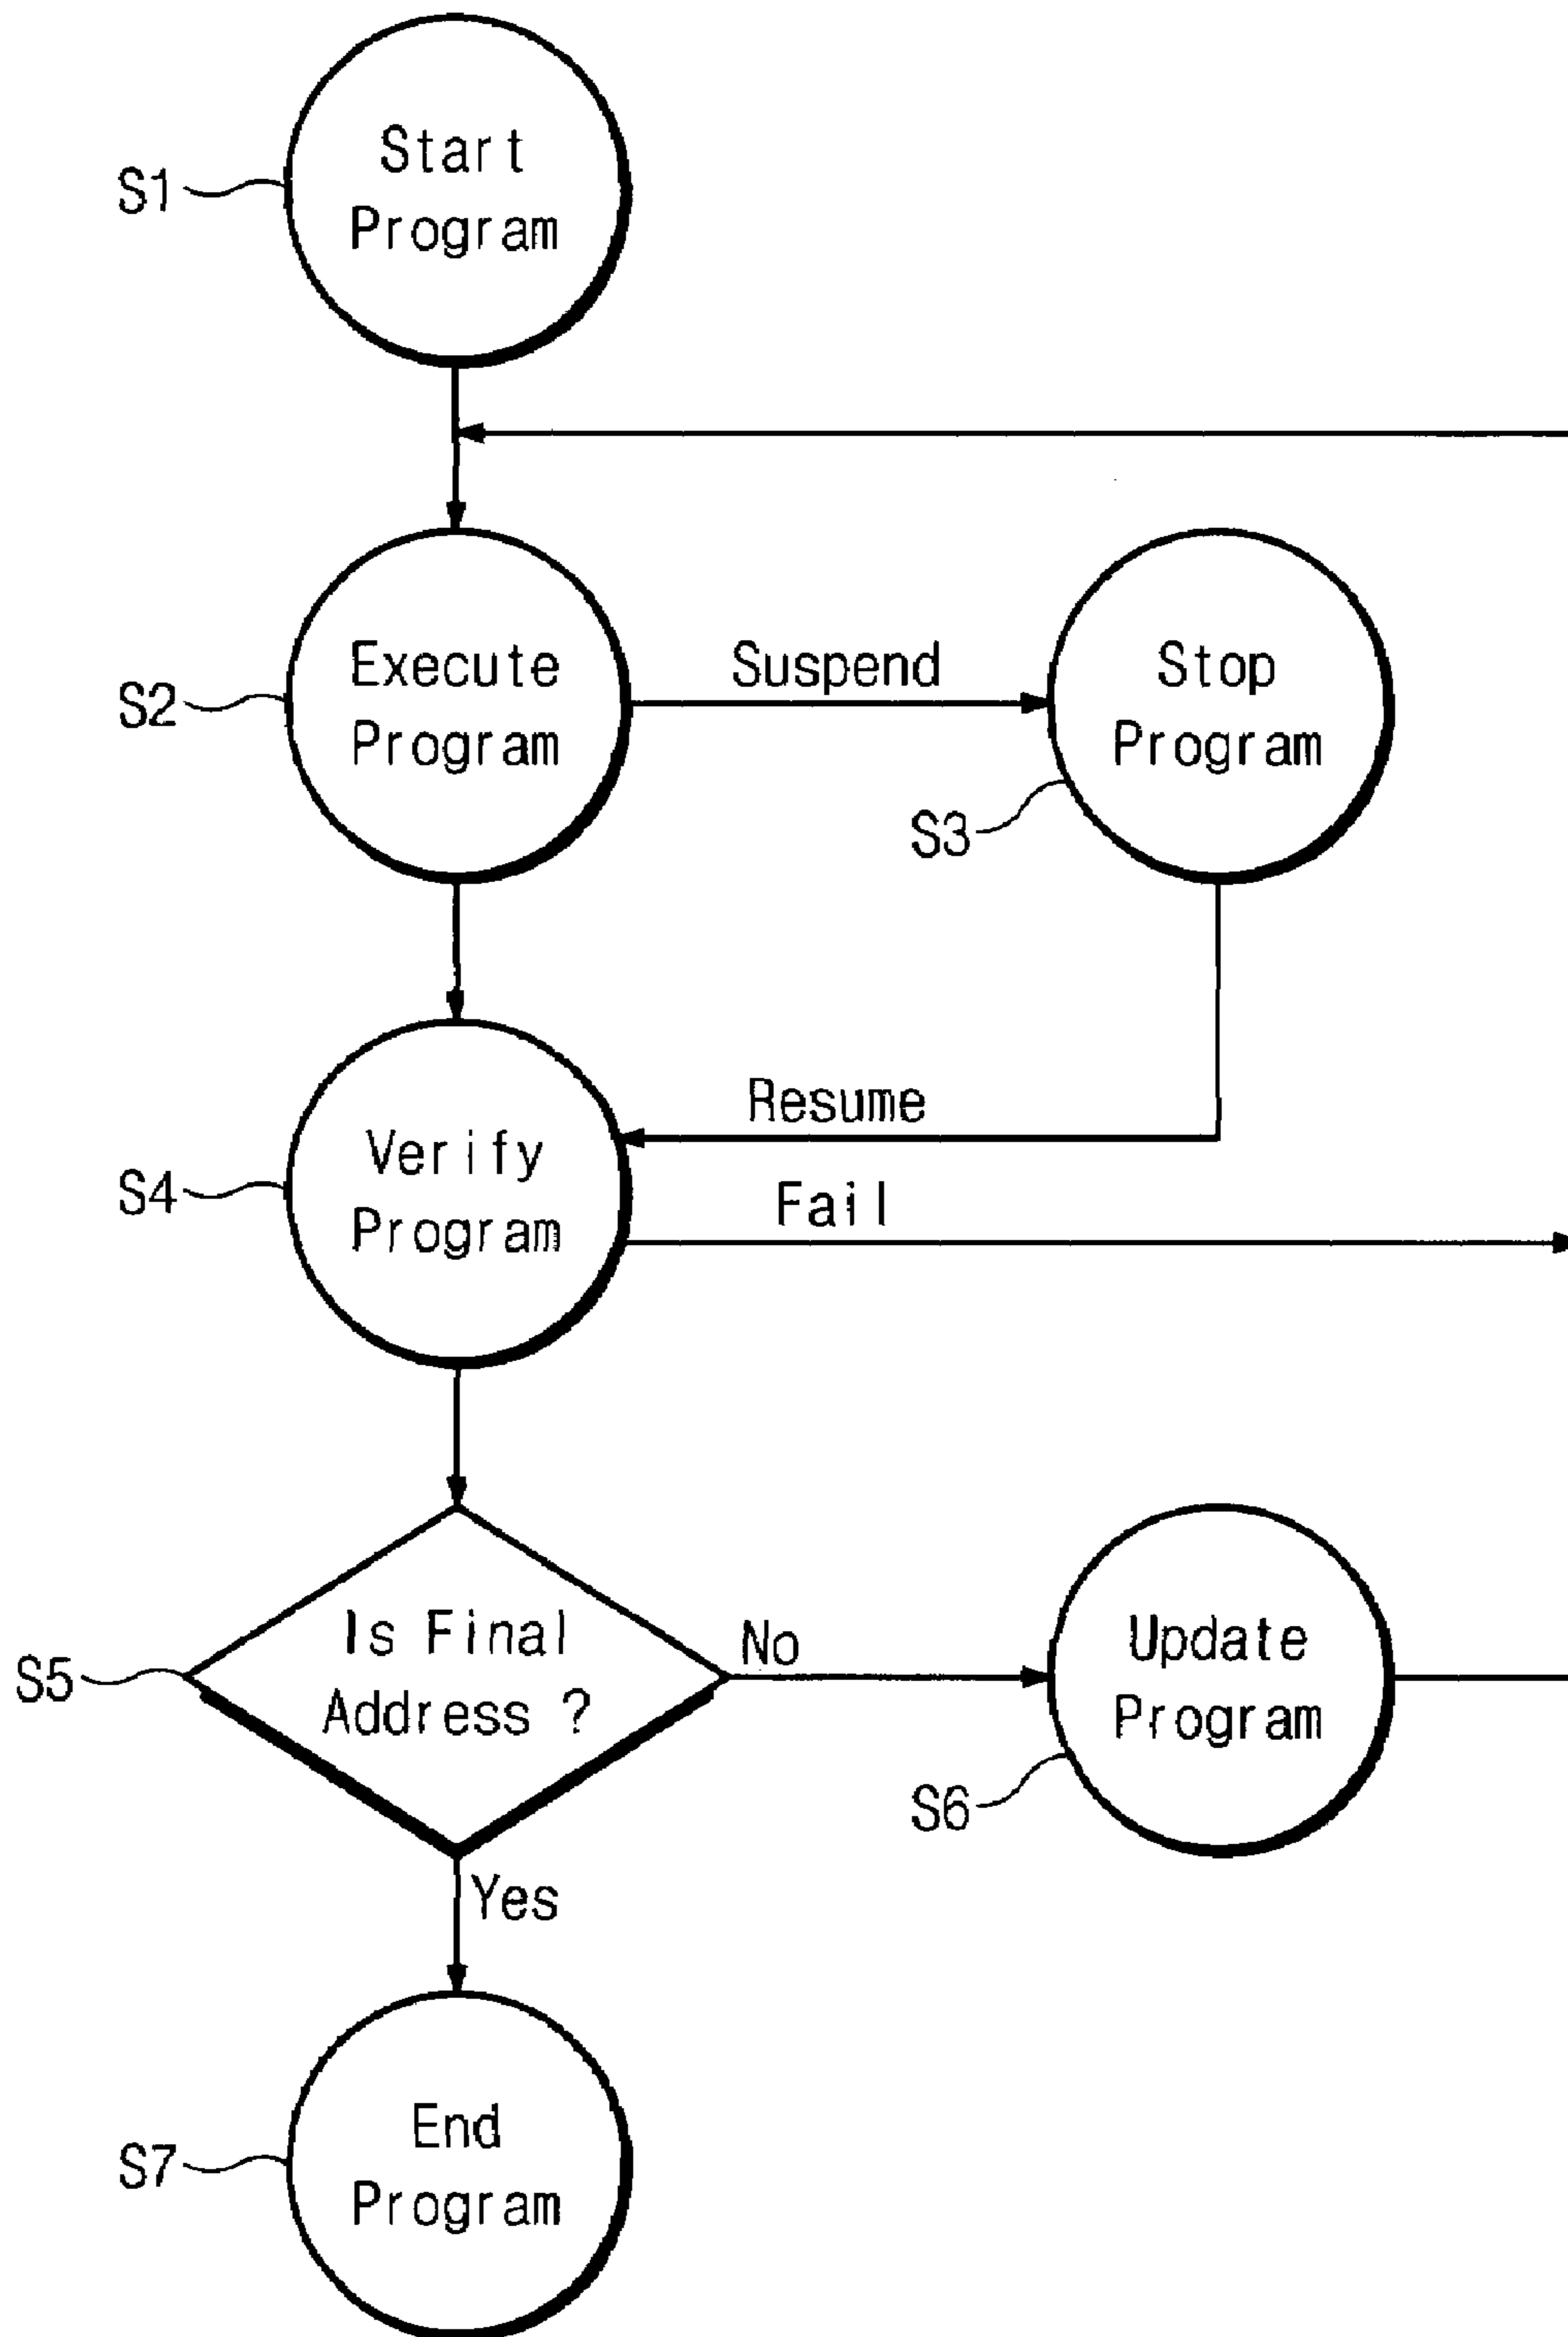 Start
Program
S1
Execute
Program
S2
Suspend
Stop
Program
S3
Resume
Verify
Program
S4
Fail
Is Final
Address ?
S5
No
Update
Program
S6
Yes
End
Program
S7